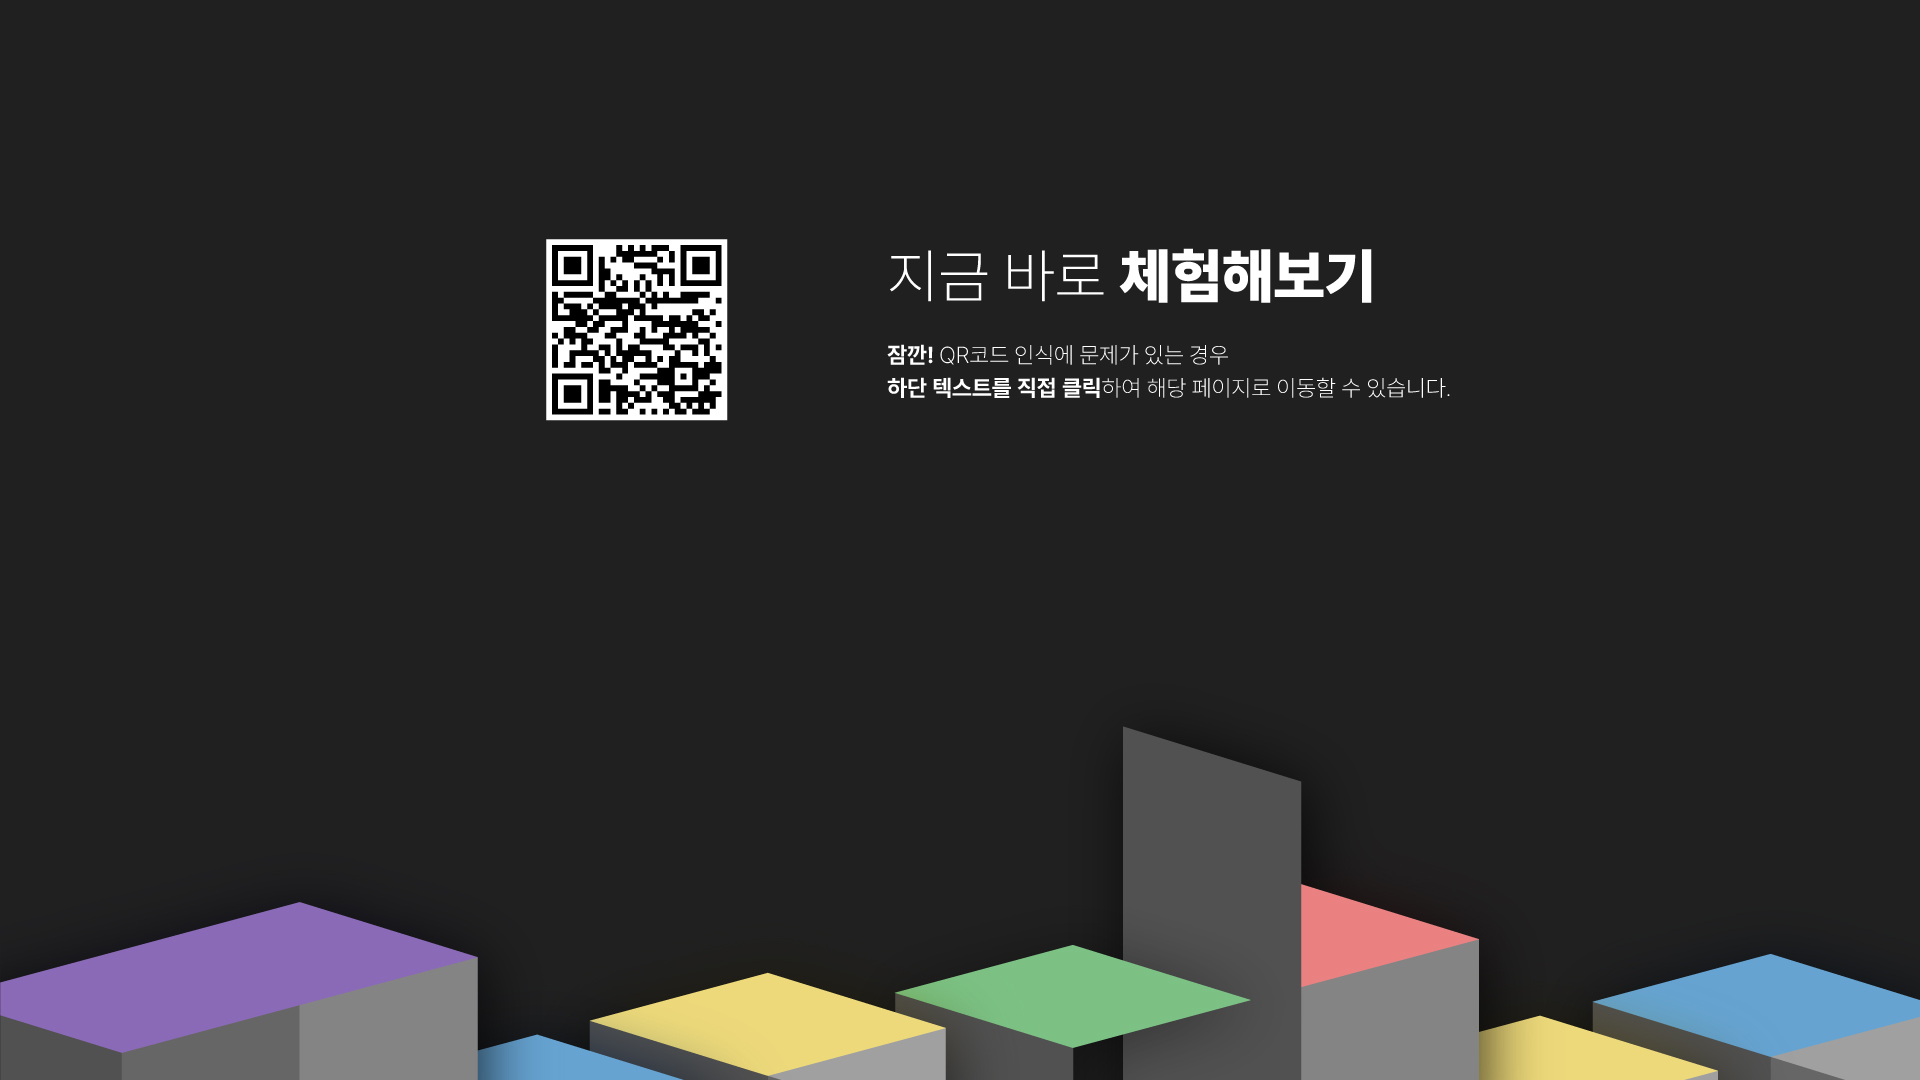 지금 바로 체험해보기
잠깐! QR코드 인식에 문제가 있는 경우
하단 텍스트를 직접 클릭하여 해당 페이지로 이동할 수 있습니다.